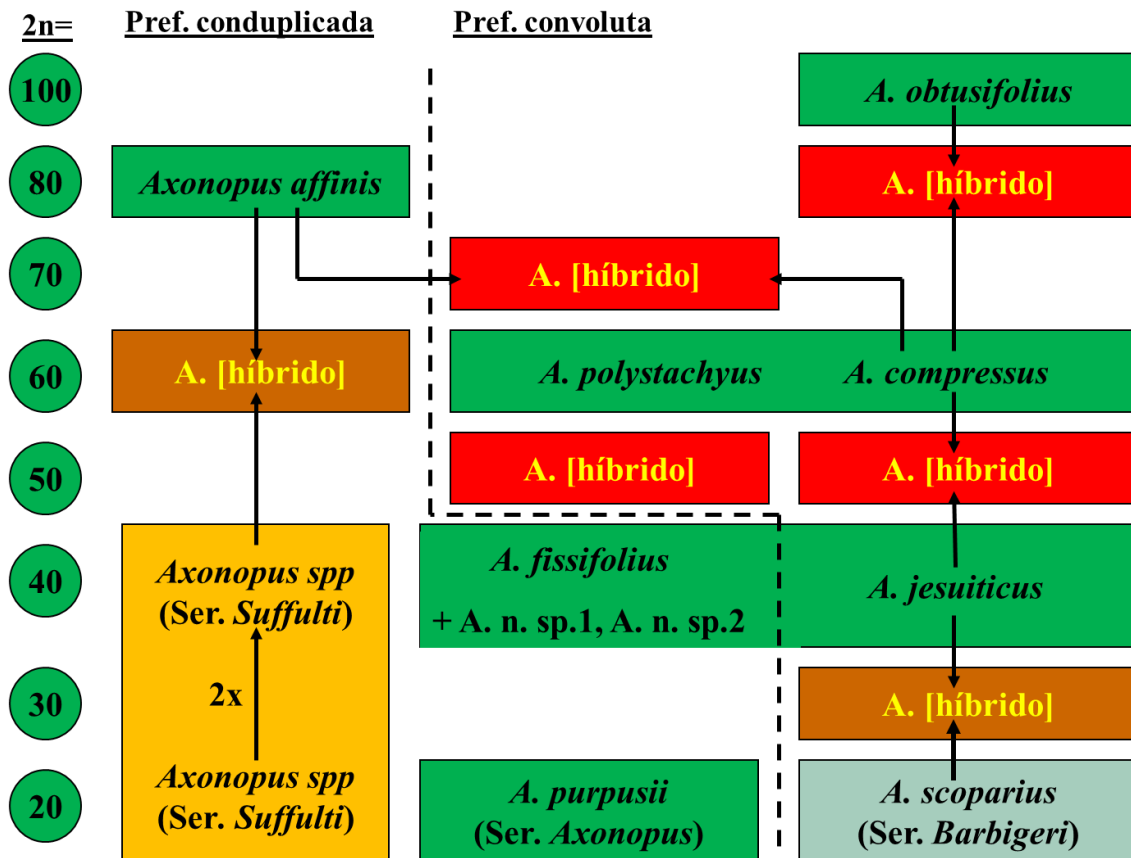 2n=
Pref. conduplicada
Pref. convoluta
100
A. obtusifolius
80
Axonopus affinis
A. [híbrido]
70
A. [híbrido]
60
A. [híbrido]
A. polystachyus
A. compressus
50
A. [híbrido]
A. [híbrido]
40
Axonopus spp
(Ser. Suffulti)
A. fissifolius
+ A. n. sp.1, A. n. sp.2
A. jesuiticus
30
2x
A. [híbrido]
20
Axonopus spp
(Ser. Suffulti)
A. purpusii
(Ser. Axonopus)
A. scoparius
(Ser. Barbigeri)